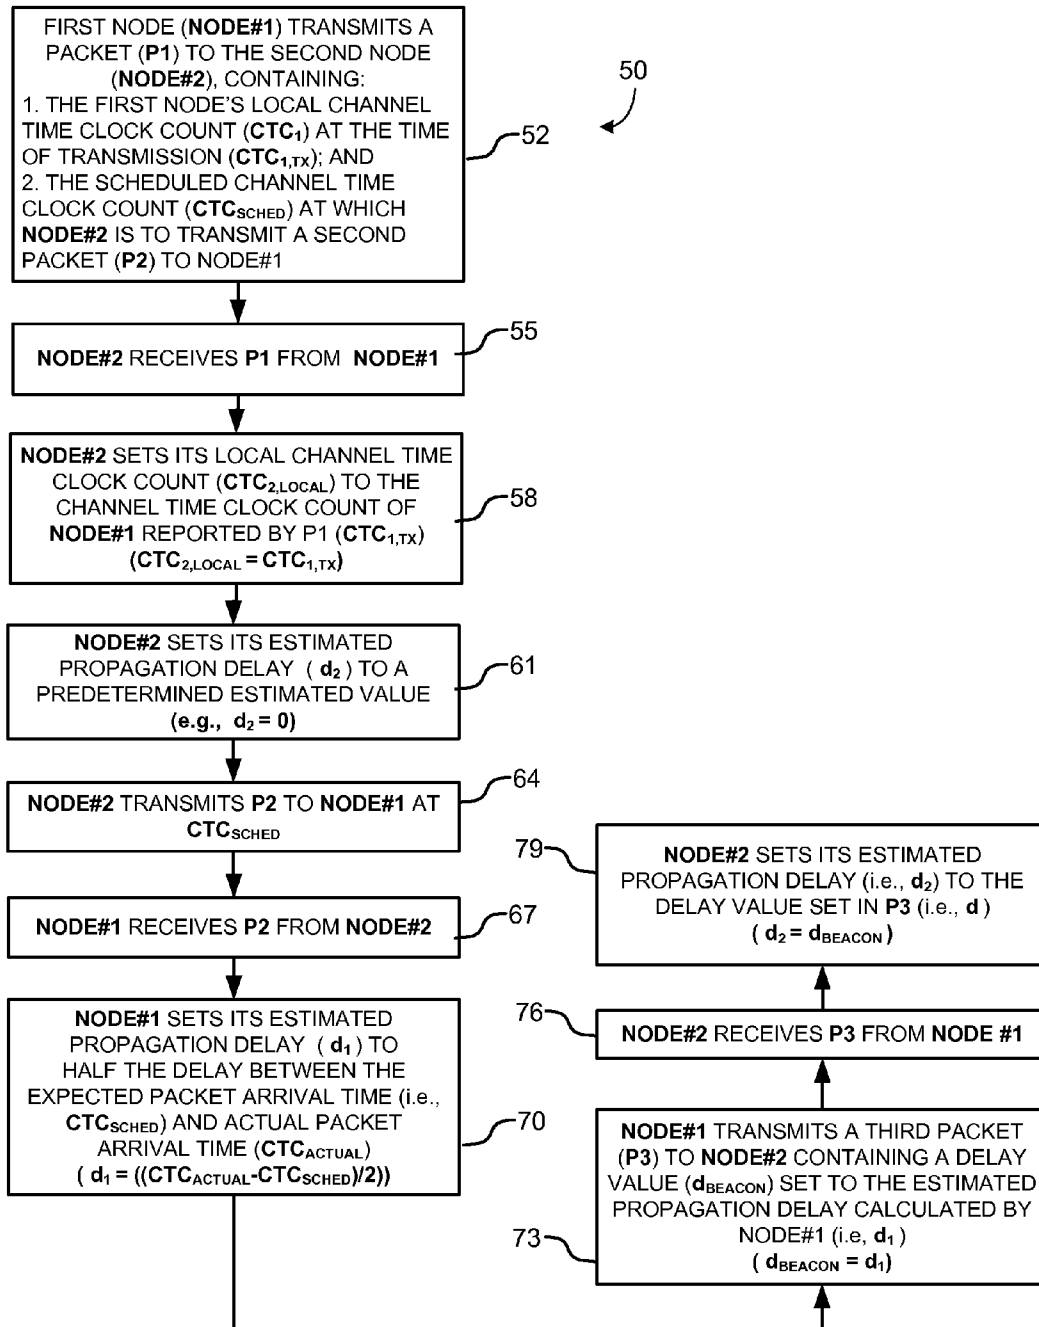 FIRST NODE (NODE#1) TRANSMITS A
PACKET (P1) TO THE SECOND NODE
(NODE#2), CONTAINING:
1. THE FIRST NODE'S LOCAL CHANNEL
TIME CLOCK COUNT (CTC1) AT THE TIME
OF TRANSMISSION (CTC1,TX); AND
2. THE SCHEDULED CHANNEL TIME
CLOCK COUNT (CTCSCHED) AT WHICH
NODE#2 IS TO TRANSMIT A SECOND
PACKET (P2) TO NODE#1
52
50
NODE#2 RECEIVES P1 FROM NODE#1
55
NODE#2 SETS ITS LOCAL CHANNEL TIME
CLOCK COUNT (CTC2,LOCAL) TO THE
CHANNEL TIME CLOCK COUNT OF
NODE#1 REPORTED BY P1 (CTC1,TX)
(CTC2,LOCAL = CTC1,TX)
58
NODE#2 SETS ITS ESTIMATED
PROPAGATION DELAY ( d2 ) TO A
PREDETERMINED ESTIMATED VALUE
(e.g., d2 = 0)
61
NODE#2 TRANSMITS P2 TO NODE#1 AT
CTCSCHED
64
NODE#1 RECEIVES P2 FROM NODE#2
67
NODE#1 SETS ITS ESTIMATED
PROPAGATION DELAY ( d1 ) TO
HALF THE DELAY BETWEEN THE
EXPECTED PACKET ARRIVAL TIME (i.e.,
CTCSCHED) AND ACTUAL PACKET
ARRIVAL TIME (CTCACTUAL)
( d1 = ((CTCACTUAL-CTCSCHED)/2))
70
NODE#1 TRANSMITS A THIRD PACKET
(P3) TO NODE#2 CONTAINING A DELAY
VALUE (dBEACON) SET TO THE ESTIMATED
PROPAGATION DELAY CALCULATED BY
NODE#1 (i.e, d1 )
( dBEACON = d1)
73
NODE#2 RECEIVES P3 FROM NODE #1
76
NODE#2 SETS ITS ESTIMATED
PROPAGATION DELAY (i.e., d2) TO THE
DELAY VALUE SET IN P3 (i.e., d )
( d2 = dBEACON )
79